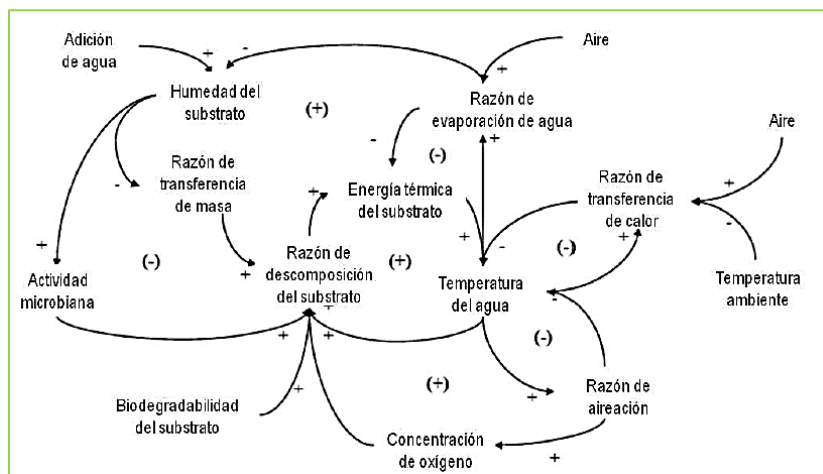 Adición
de agua
+
-
Aire
+
Humedad del
substrato
(+)
Razón de
evaporación de agua
Aire
-
(-)
+
-
Razón de
transferencia
de masa
+
Energía térmica
del substrato
Razón de
transferencia
de calor
+
-
+
+
(-)
+
Razón de
descomposición
del substrato
(+)
+
-
(-)
+
Actividad
microbiana
Temperatura
del agua
-
Temperatura
ambiente
+
+
+
(-)
Biodegradabilidad
del substrato
+
(+)
+
Razón de
aireación
Concentración
de oxígeno
+